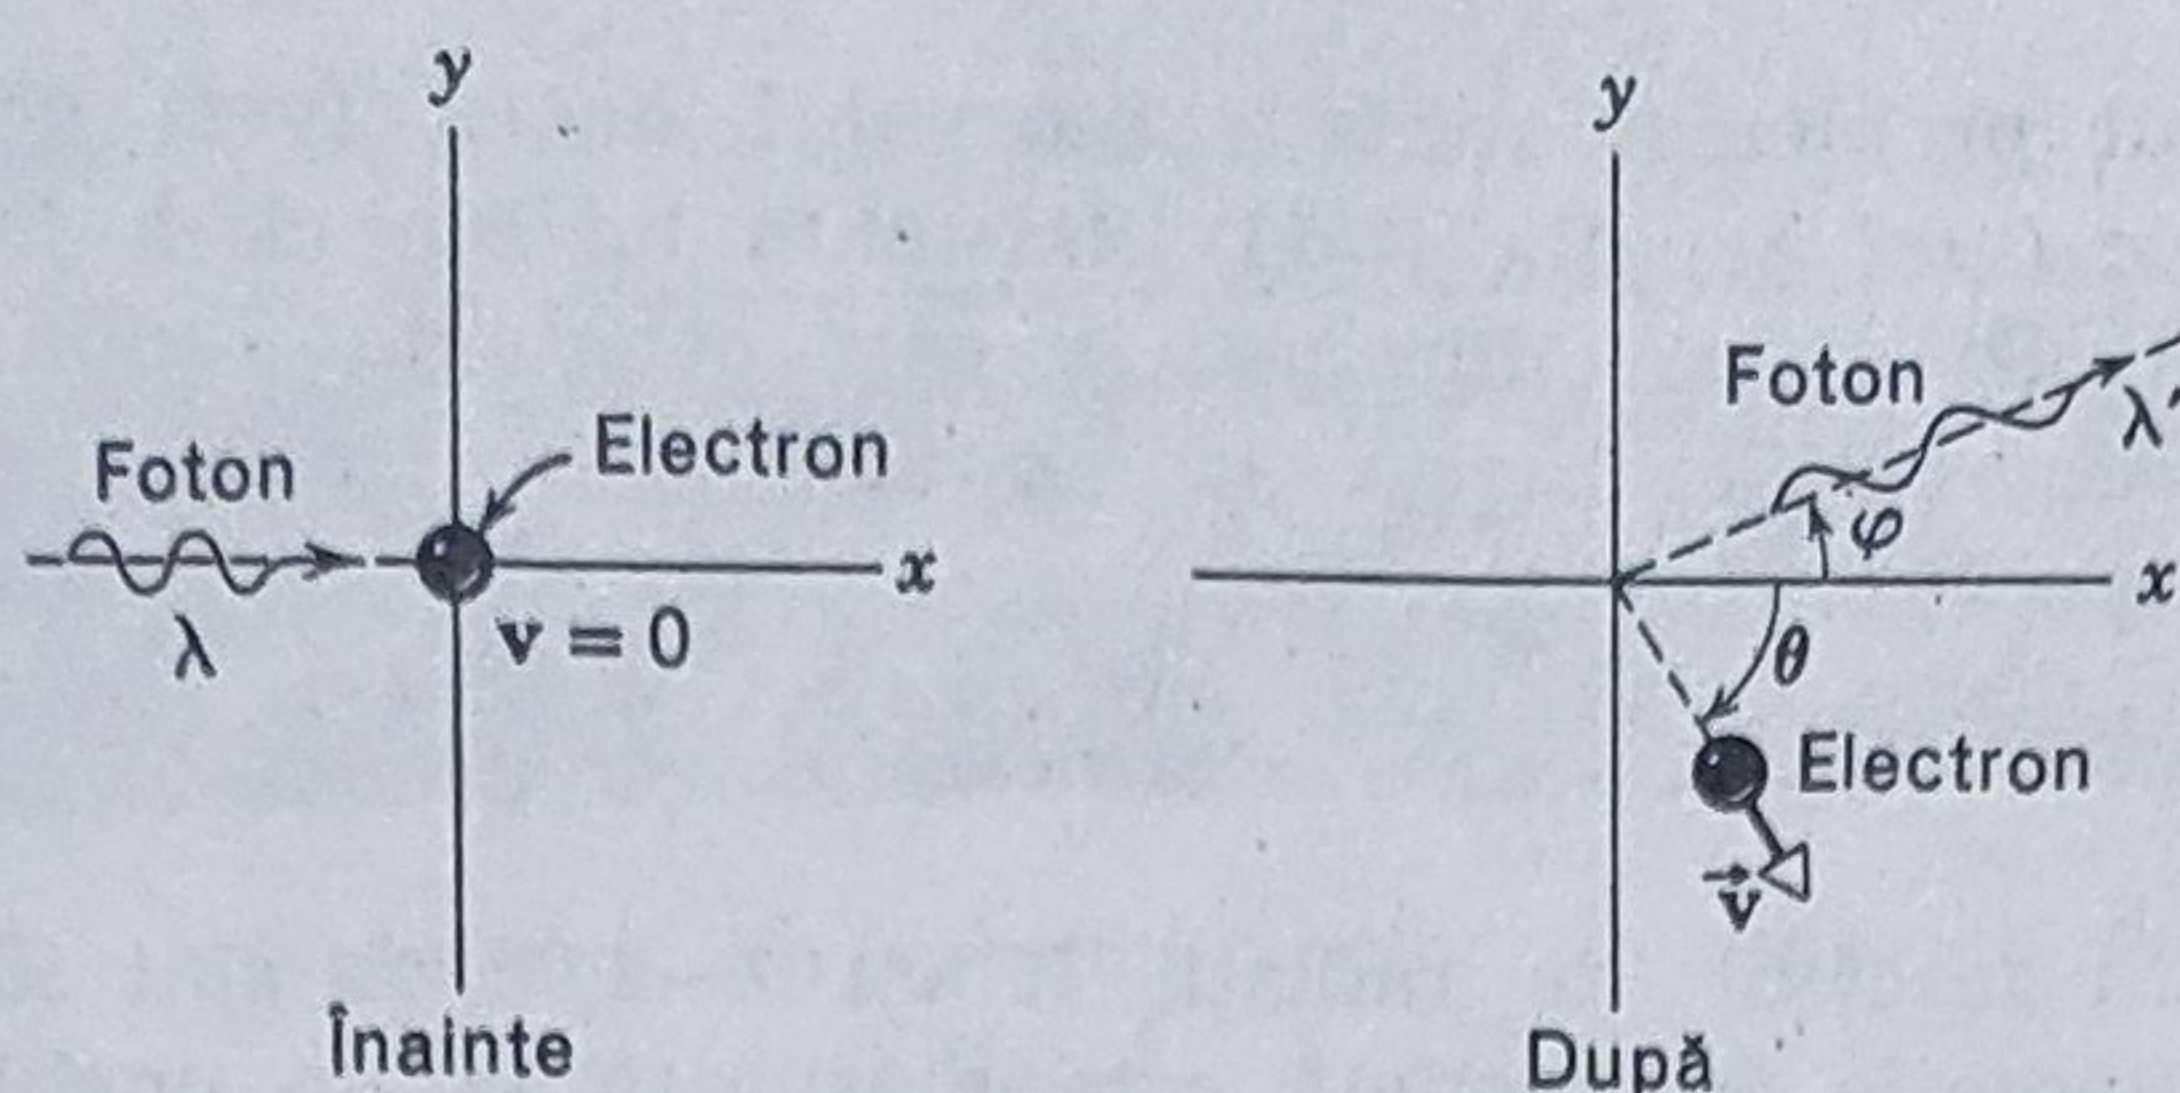 y
Foton
Electron
λ
v = 0
x
Înainte
y
Foton
λ′
φ
x
θ
Electron
v⃗
După